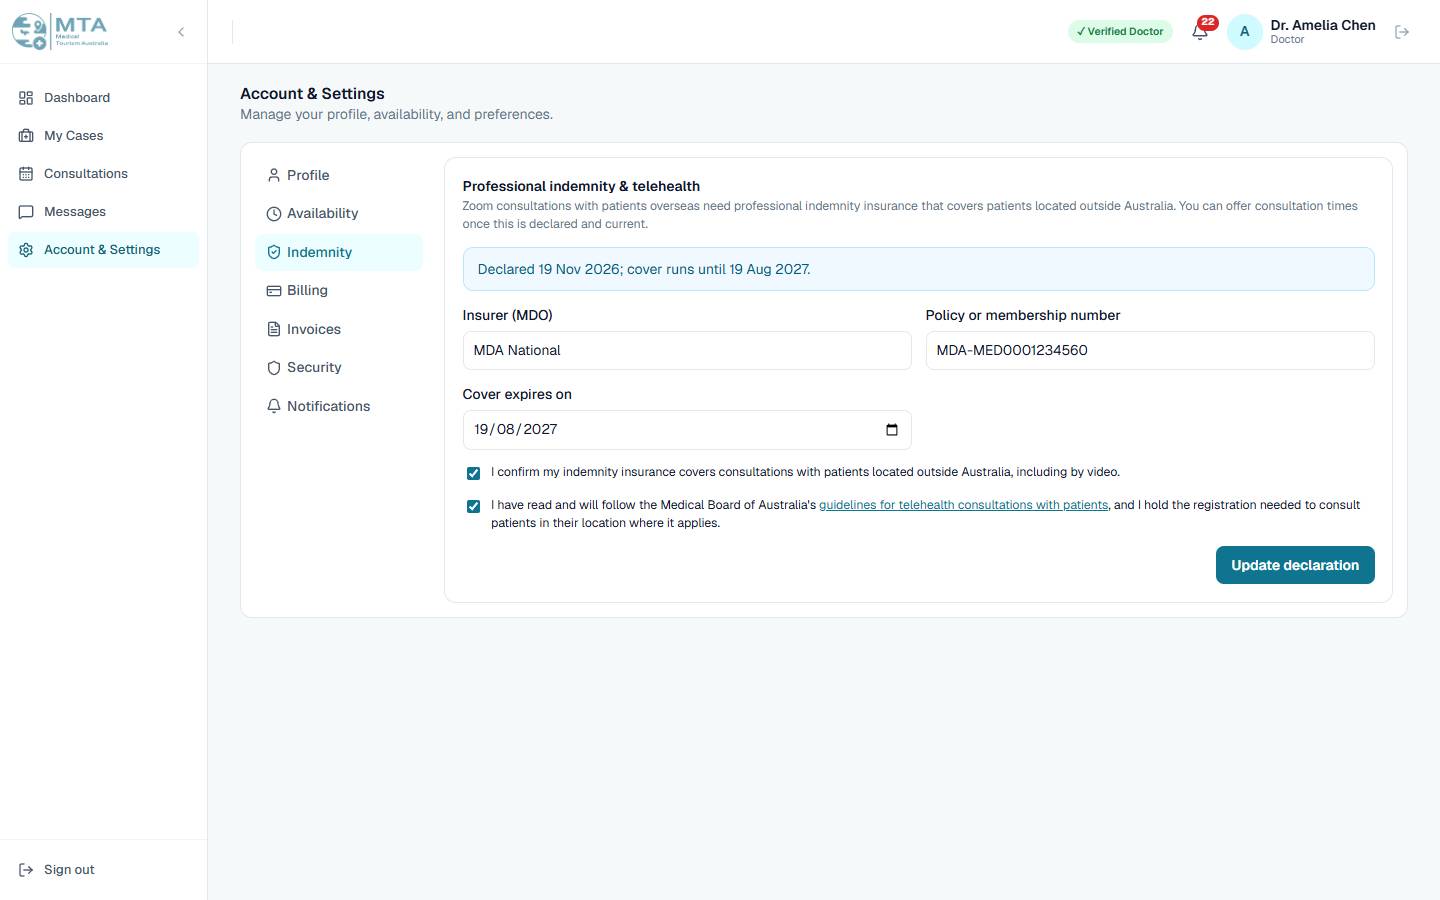 MTA
Medical
Tourism Australia
✓ Verified Doctor
22
A
Dr. Amelia Chen
Doctor
Dashboard
My Cases
Consultations
Messages
Account & Settings
Sign out
Account & Settings
Manage your profile, availability, and preferences.
Profile
Availability
Indemnity
Billing
Invoices
Security
Notifications
Professional indemnity & telehealth
Zoom consultations with patients overseas need professional indemnity insurance that covers patients located outside Australia. You can offer consultation times
once this is declared and current.
Declared 19 Nov 2026; cover runs until 19 Aug 2027.
Insurer (MDO)
Policy or membership number
MDA National
MDA-MED0001234560
Cover expires on
19/08/2027
I confirm my indemnity insurance covers consultations with patients located outside Australia, including by video.
I have read and will follow the Medical Board of Australia's guidelines for telehealth consultations with patients, and I hold the registration needed to consult
patients in their location where it applies.
Update declaration